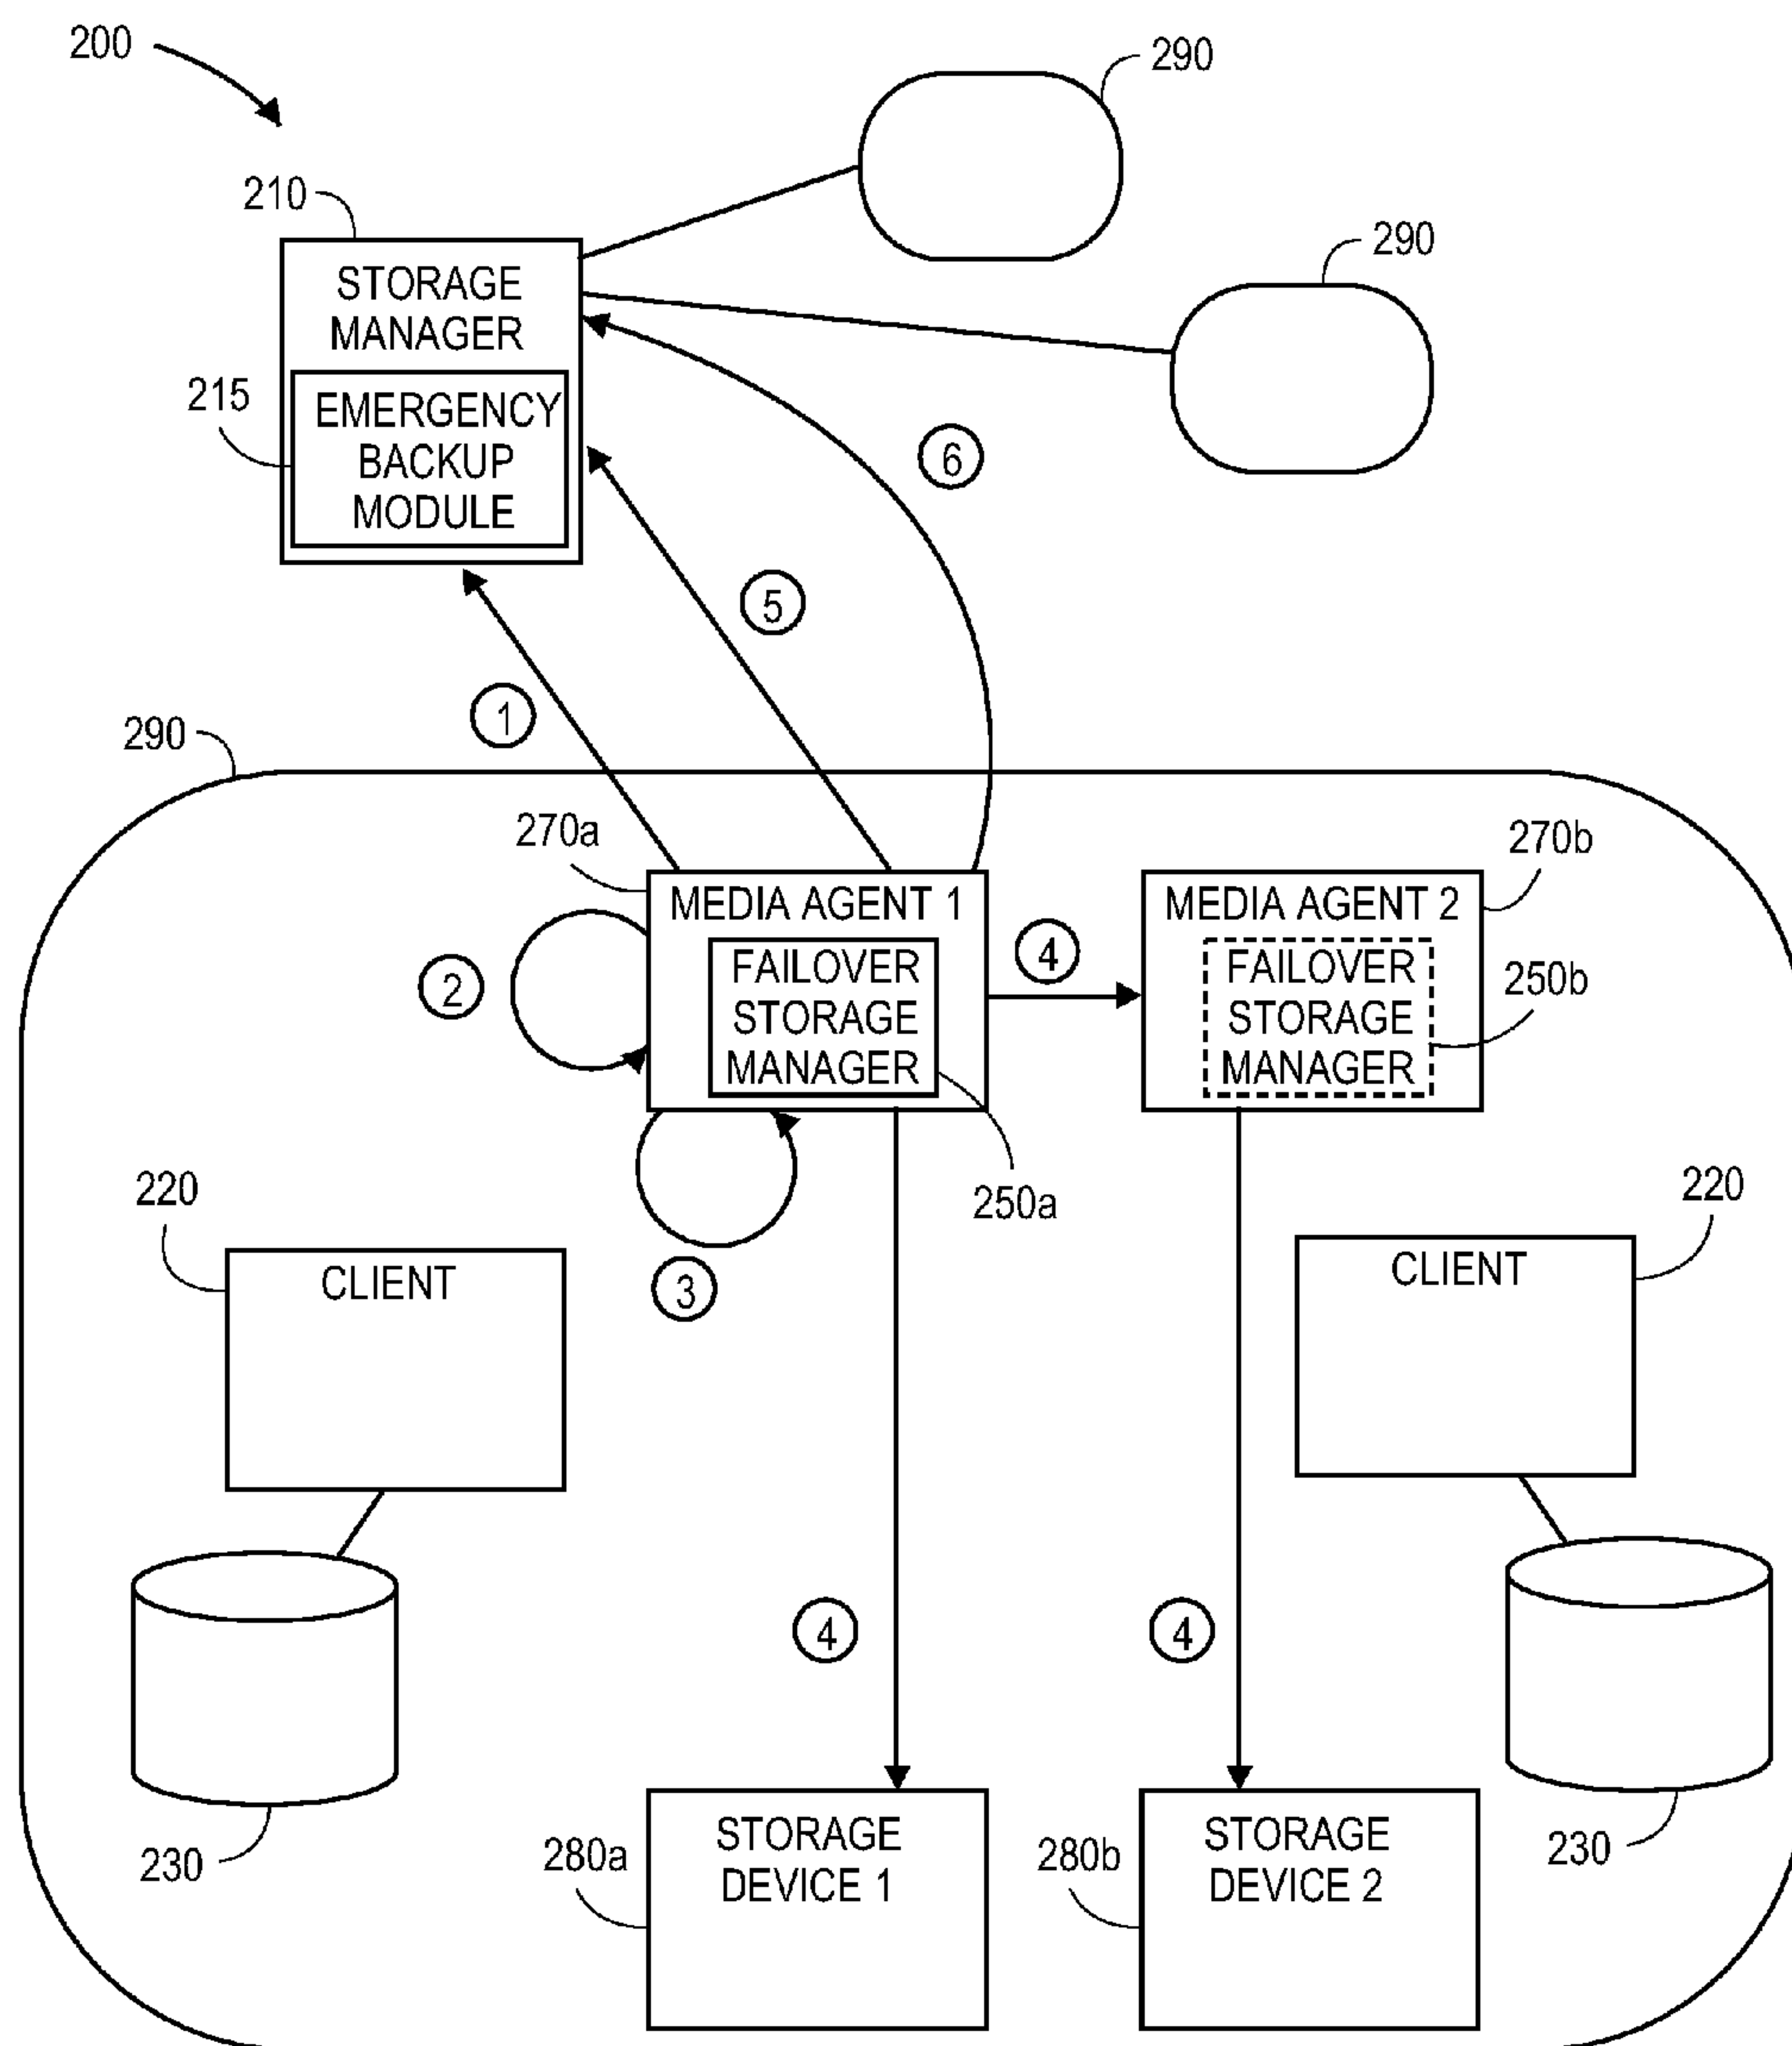 200
290
210
290
STORAGE
MANAGER
215
EMERGENCY
BACKUP
MODULE
6
5
1
290
270a
270b
MEDIA AGENT 1
MEDIA AGENT 2
4
2
FAILOVER
STORAGE
MANAGER
FAILOVER
STORAGE
MANAGER
250b
220
250a
220
CLIENT
3
CLIENT
4
4
230
280a
STORAGE
DEVICE 1
280b
STORAGE
DEVICE 2
230